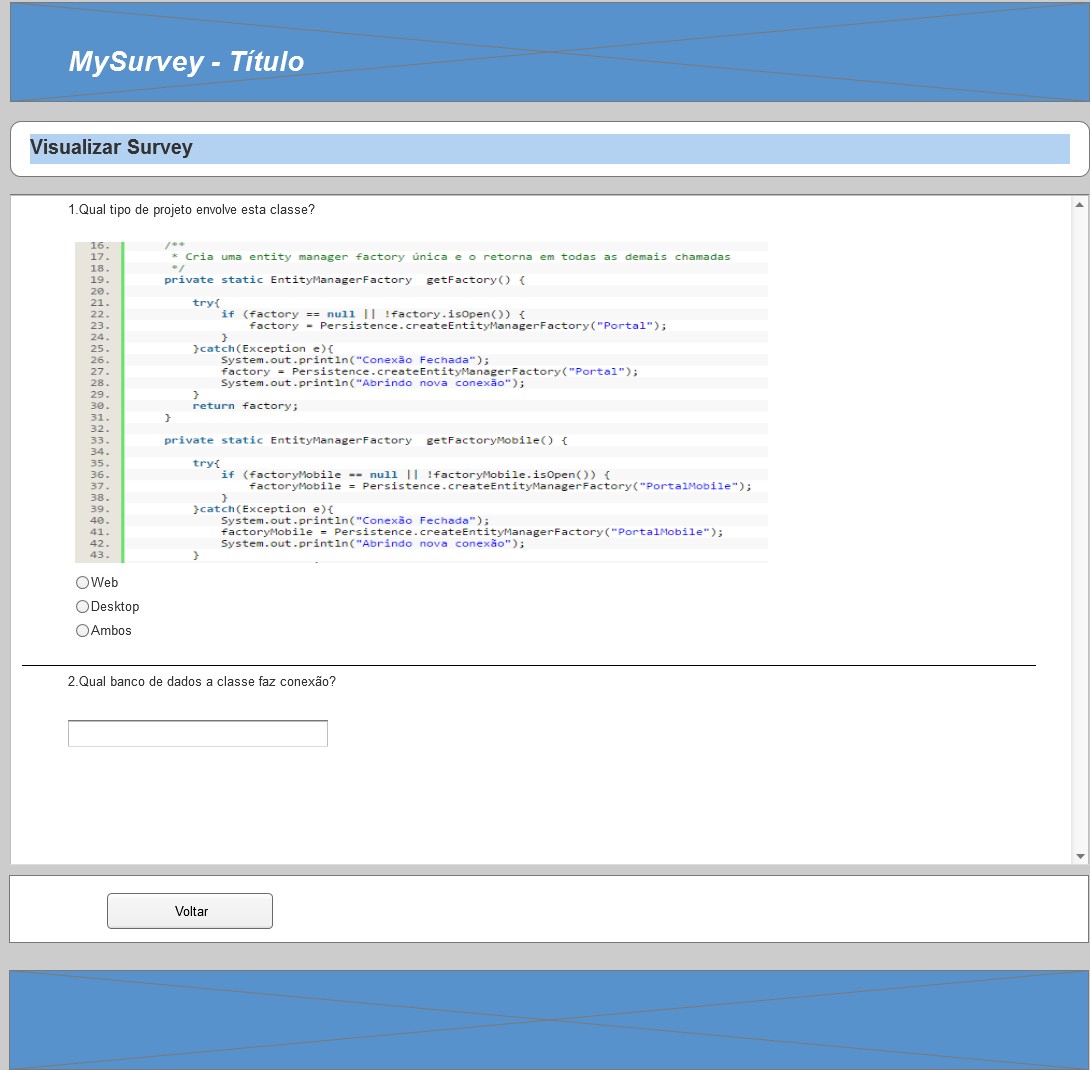 MySurvey - Título
Visualizar Survey
1.Qual tipo de projeto envolve esta classe?
16. /**
17. * Cria uma entity manager factory única e o retorna em todas as demais chamadas
18. */
19. private static EntityManagerFactory getFactory() {
20.
21. try{
22. if (factory == null || !factory.isOpen()) {
23. factory = Persistence.createEntityManagerFactory("Portal");
24. }
25. }catch(Exception e){
26. System.out.println("Conexão Fechada");
27. factory = Persistence.createEntityManagerFactory("Portal");
28. System.out.println("Abrindo nova conexão");
29. }
30. return factory;
31. }
32.
33. private static EntityManagerFactory getFactoryMobile() {
34.
35. try{
36. if (factoryMobile == null || !factoryMobile.isOpen()) {
37. factoryMobile = Persistence.createEntityManagerFactory("PortalMobile");
38. }
39. }catch(Exception e){
40. System.out.println("Conexão Fechada");
41. factoryMobile = Persistence.createEntityManagerFactory("PortalMobile");
42. System.out.println("Abrindo nova conexão");
43. }
Web
Desktop
Ambos
2.Qual banco de dados a classe faz conexão?
Voltar